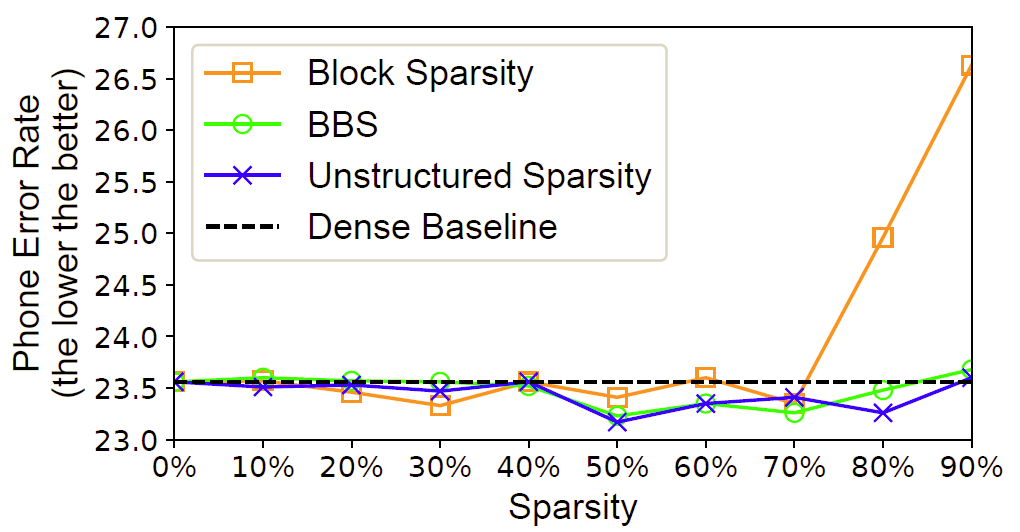 27.0
26.5
26.0
25.5
25.0
24.5
24.0
23.5
23.0
Phone Error Rate
(the lower the better)
Block Sparsity
BBS
Unstructured Sparsity
Dense Baseline
0% 10% 20% 30% 40% 50% 60% 70% 80% 90%
Sparsity